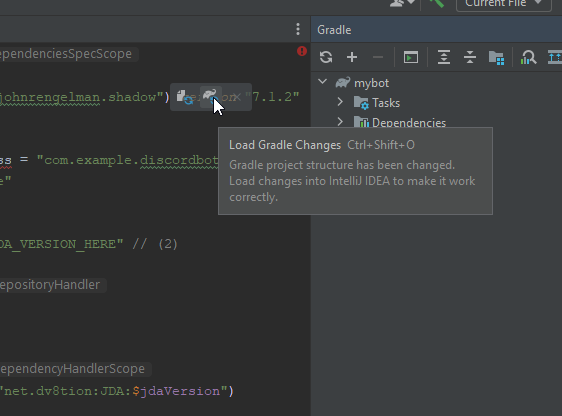 Current File
Gradle
ependenciesSpecScope
mybot
johnrengelman.shadow") "7.1.2"
Tasks
Dependencies
Load Gradle Changes Ctrl+Shift+O
ss = "com.example.discordbot
Gradle project structure has been changed.
e"
Load changes into IntelliJ IDEA to make it work
correctly.
DA_VERSION_HERE" // (2)
epositoryHandler
ependencyHandlerScope
"net.dv8tion:JDA:$jdaVersion")